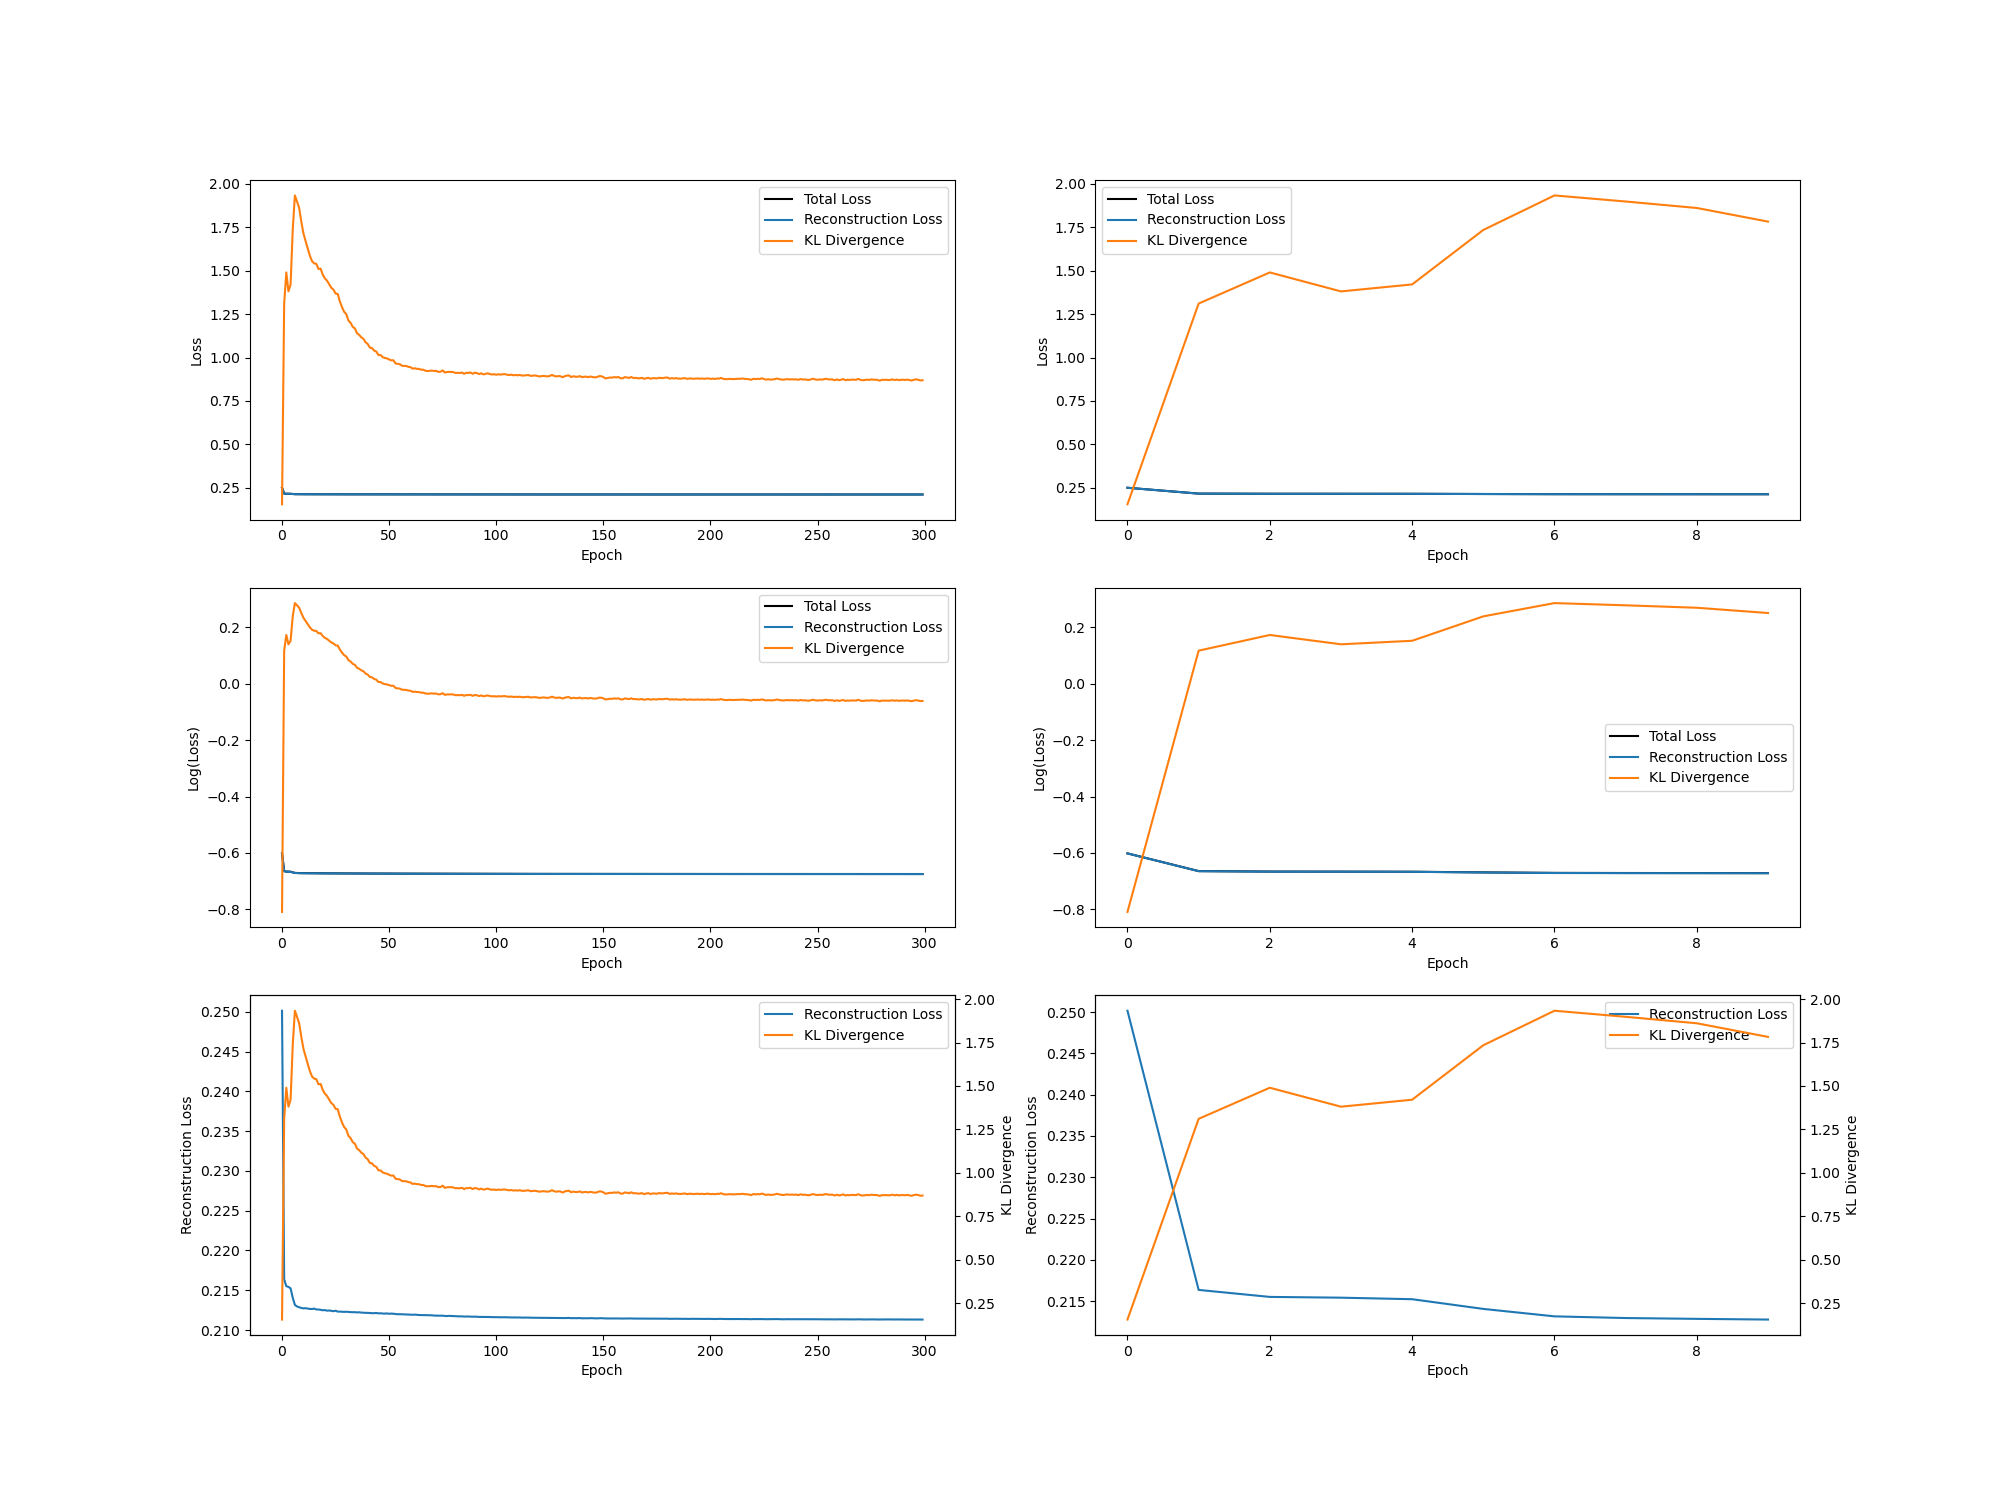 2.00
1.75
1.50
1.25
1.00
0.75
0.50
0.25
Loss
0 50 100 150 200 250 300
Epoch
Total Loss
Reconstruction Loss
KL Divergence
2.00
1.75
1.50
1.25
1.00
0.75
0.50
0.25
Loss
0 2 4 6 8
Epoch
Total Loss
Reconstruction Loss
KL Divergence
0.2
0.0
−0.2
−0.4
−0.6
−0.8
Log(Loss)
0 50 100 150 200 250 300
Epoch
Total Loss
Reconstruction Loss
KL Divergence
0.2
0.0
−0.2
−0.4
−0.6
−0.8
Log(Loss)
0 2 4 6 8
Epoch
Total Loss
Reconstruction Loss
KL Divergence
0.250
0.245
0.240
0.235
0.230
0.225
0.220
0.215
0.210
Reconstruction Loss
0 50 100 150 200 250 300
Epoch
Reconstruction Loss
KL Divergence
2.00
1.75
1.50
1.25
1.00
0.75
0.50
0.25
KL Divergence
0.250
0.245
0.240
0.235
0.230
0.225
0.220
0.215
Reconstruction Loss
0 2 4 6 8
Epoch
Reconstruction Loss
KL Divergence
2.00
1.75
1.50
1.25
1.00
0.75
0.50
0.25
KL Divergence